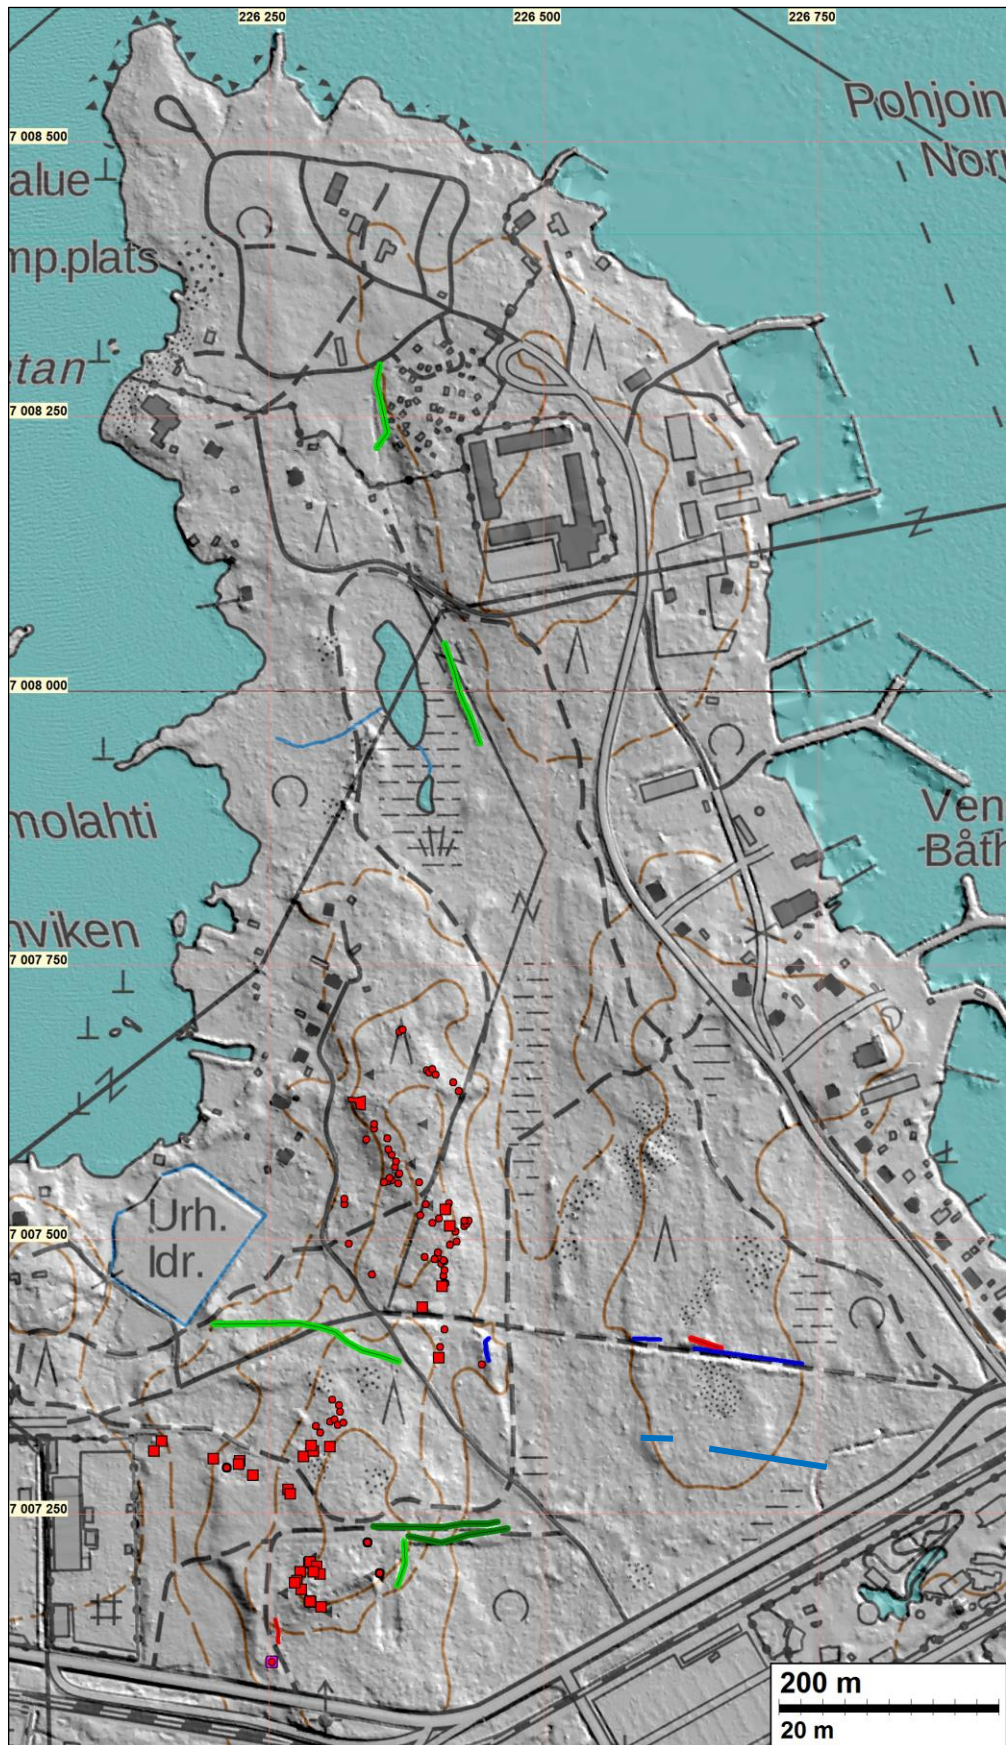 226 250
226 500
226 750
Pohjoin
Nor
7 008 500
alue
mp.plats
tan
7 008 250
7 008 000
molahti
Ven
Båth
nviken
7 007 750
7 007 500
Urh.
Idr.
7 007 250
200 m
20 m